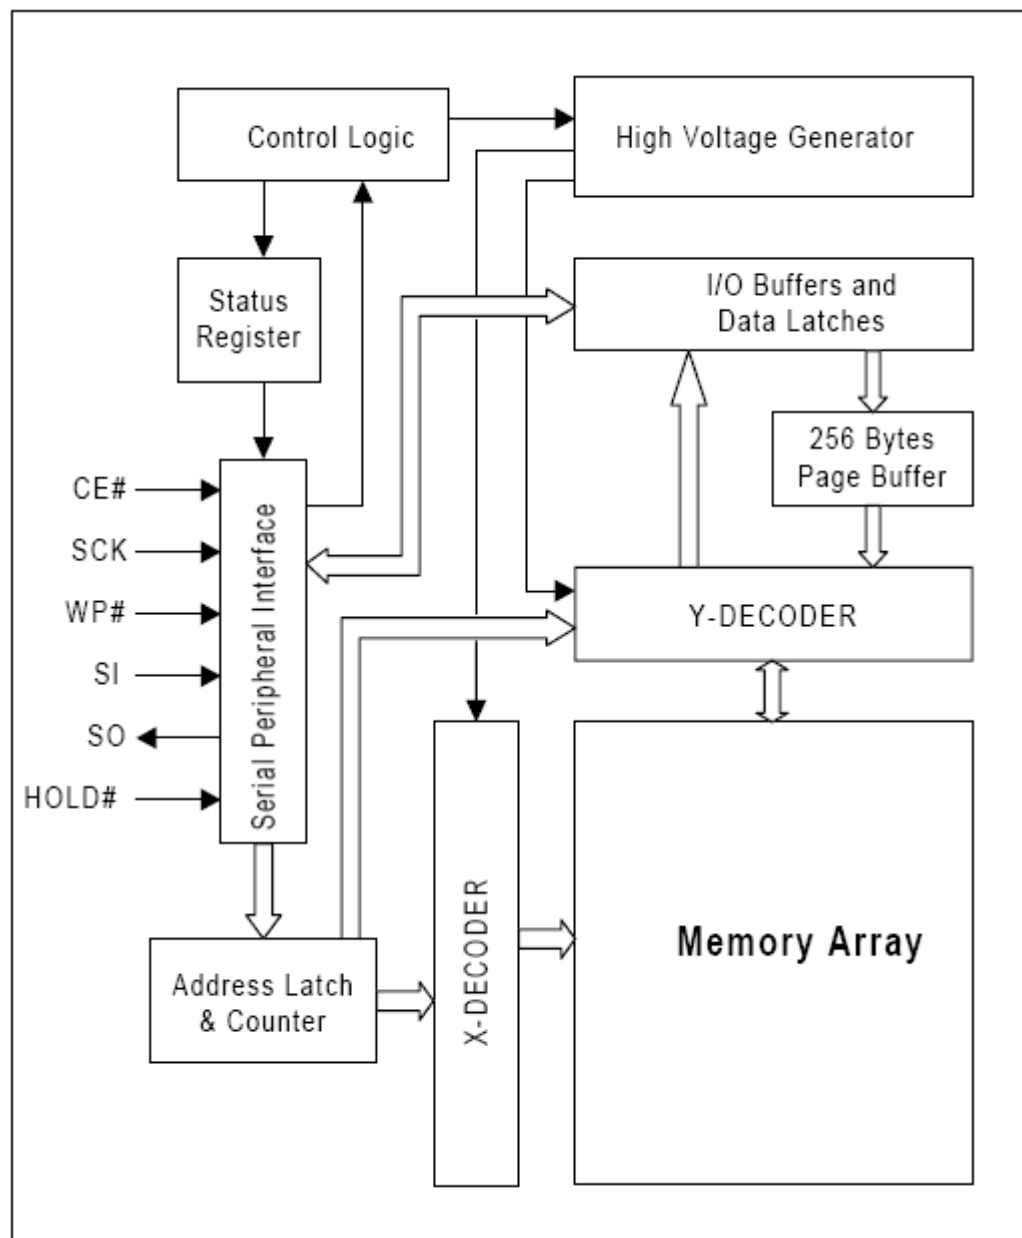 Control Logic
High Voltage Generator
Status
Register
I/O Buffers and
Data Latches
256 Bytes
Page Buffer
CE#
SCK
WP#
SI
SO
HOLD#
Serial Peripheral Interface
Y-DECODER
Address Latch
& Counter
X-DECODER
Memory Array